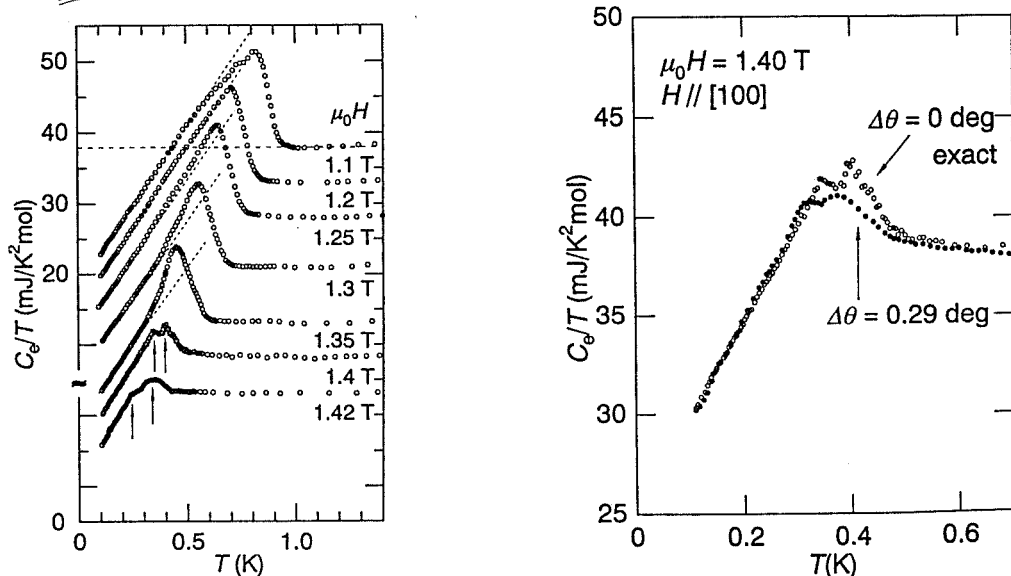 50
40
30
20
0
C_e/T (mJ/K²mol)
μ₀H
1.1 T
1.2 T
1.25 T
1.3 T
1.35 T
1.4 T
1.42 T
0
0.5
1.0
T (K)
50
45
40
35
30
25
C_e/T (mJ/K²mol)
μ₀H = 1.40 T
H // [100]
Δθ = 0 deg
exact
Δθ = 0.29 deg
0
0.2
0.4
0.6
T(K)